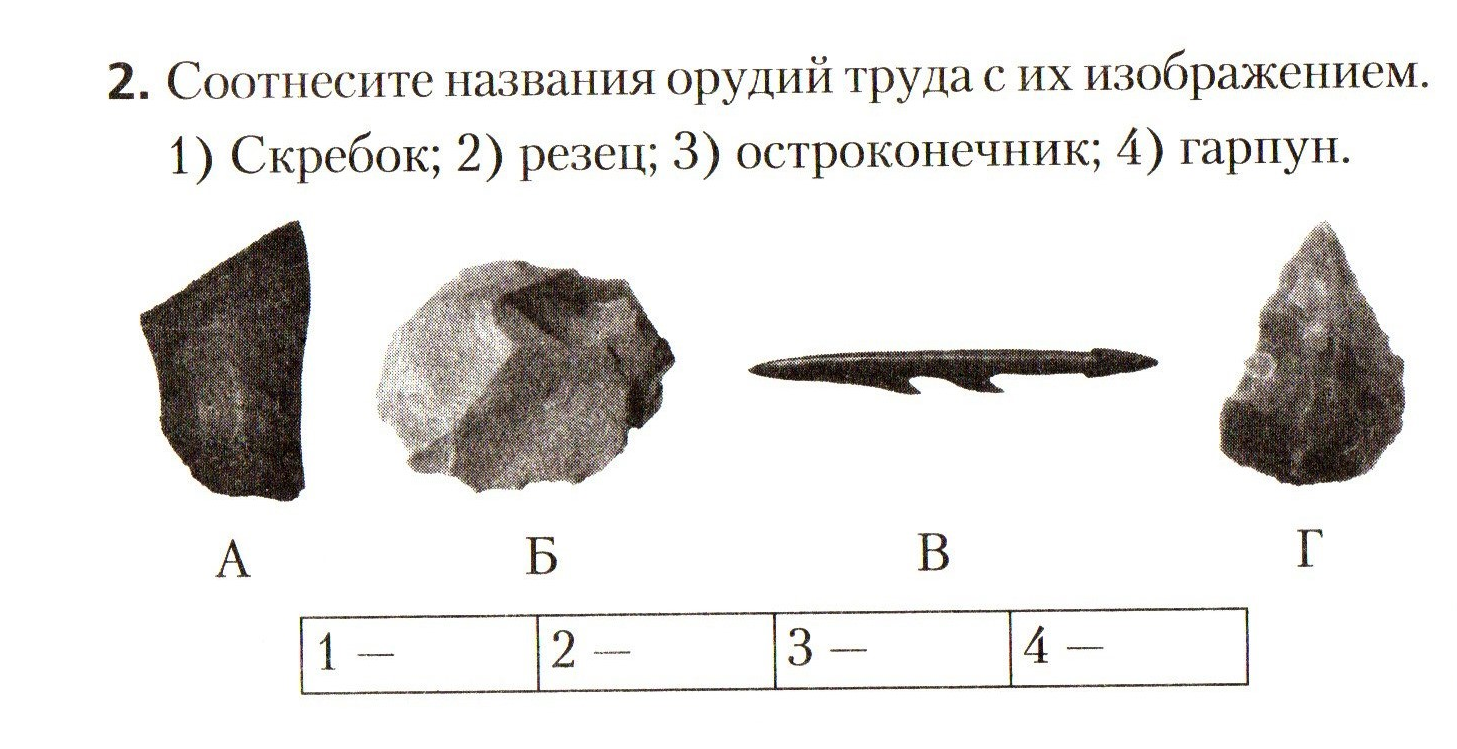 2. Соотнесите названия орудий труда с их изображением.
1) Скребок; 2) резец; 3) остроконечник; 4) гарпун.
А Б В Г
1 — 2 — 3 — 4 —